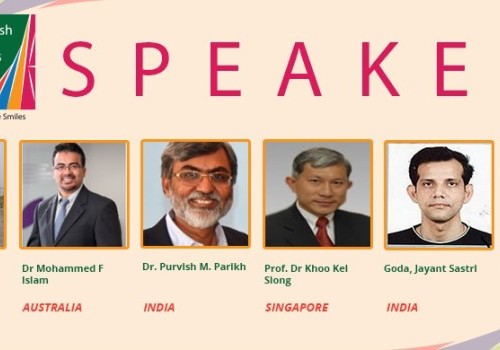 sh
s
Smiles
SPEAKE
Dr Mohammed F
Islam
AUSTRALIA
Dr. Purvish M. Parikh
INDIA
Prof. Dr Khoo Kei
Siong
SINGAPORE
Goda, Jayant Sastri
INDIA